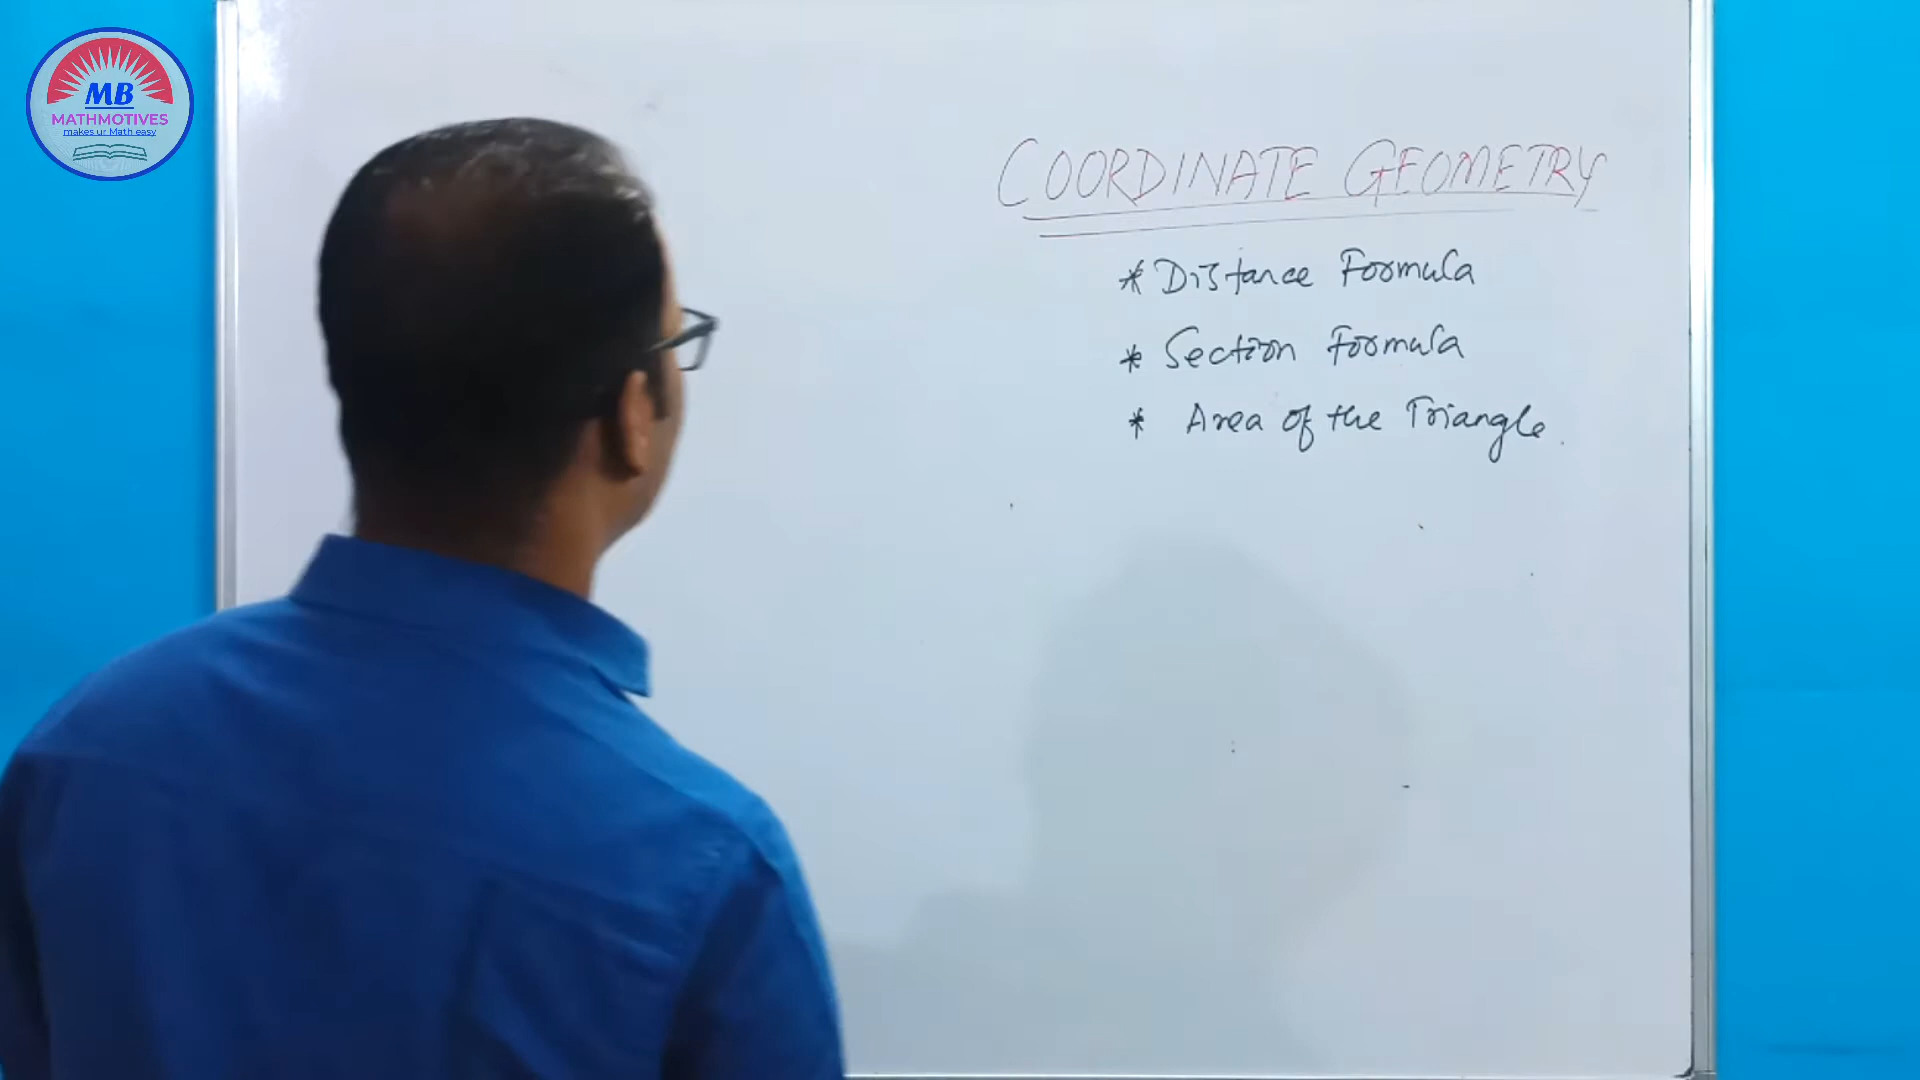 MB
MATHMOTIVES
makes ur Math easy
COORDINATE GEOMETRY
* Distance Formula
* Section Formula
* Area of the Triangle.